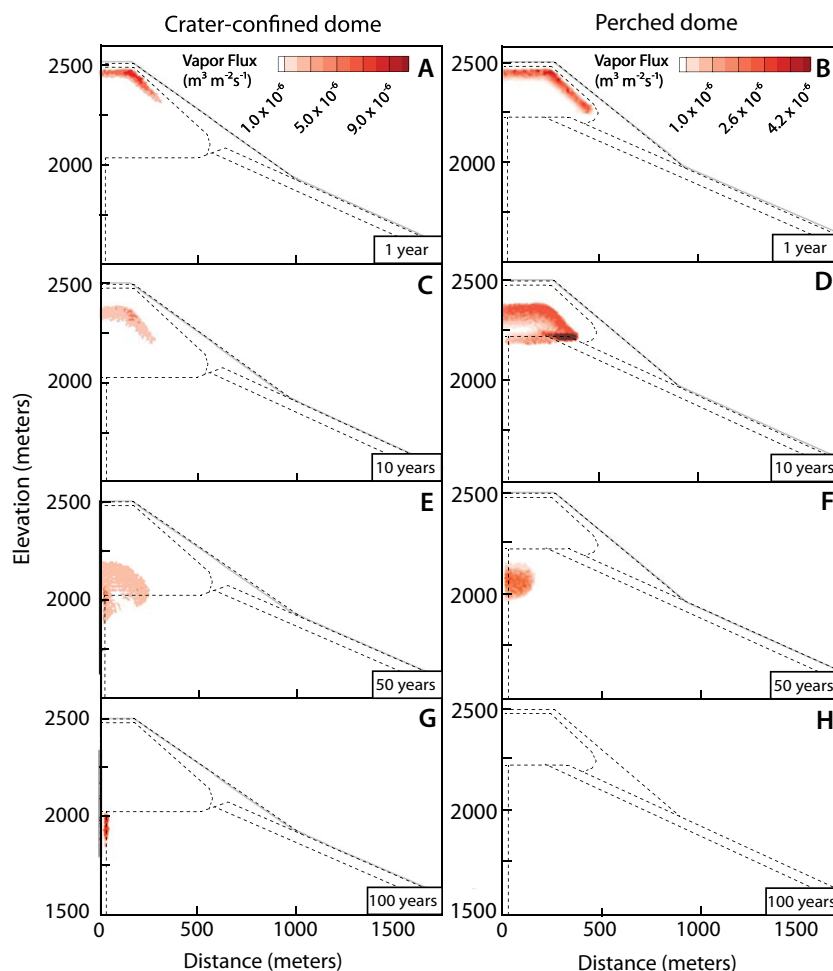 Crater-confined dome
Perched dome
Vapor Flux
(m³ m⁻²s⁻¹)
1.0 x 10⁻⁶
5.0 x 10⁻⁶
9.0 x 10⁻⁶
A
2500
2000
1 year
Vapor Flux
(m³ m⁻²s⁻¹)
1.0 x 10⁻⁶
2.6 x 10⁻⁶
4.2 x 10⁻⁶
B
2500
2000
1 year
C
2500
2000
10 years
D
2500
2000
10 years
Elevation (meters)
E
2500
2000
50 years
F
2500
2000
50 years
G
2500
2000
1500
100 years
0 500 1000 1500
Distance (meters)
H
2500
2000
1500
100 years
0 500 1000 1500
Distance (meters)